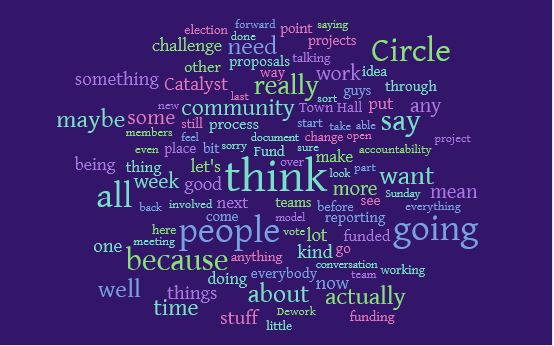 election forward point saying
done
challenge need projects Circle
other proposals talking
something Catalyst way work idea
really guys through
new last sort put any
maybe some community Town Hall say
members still process start take able
even place bit document change open accountability
feel sorry Fund sure make project
being thing let's think over look part want
all week good more Sunday mean
back involved next teams before see everything
come model reporting
one here people vote lot funded going
meeting kind go
because anything conversation team working
well doing everybody now
things about actually
time stuff Dework funding
little